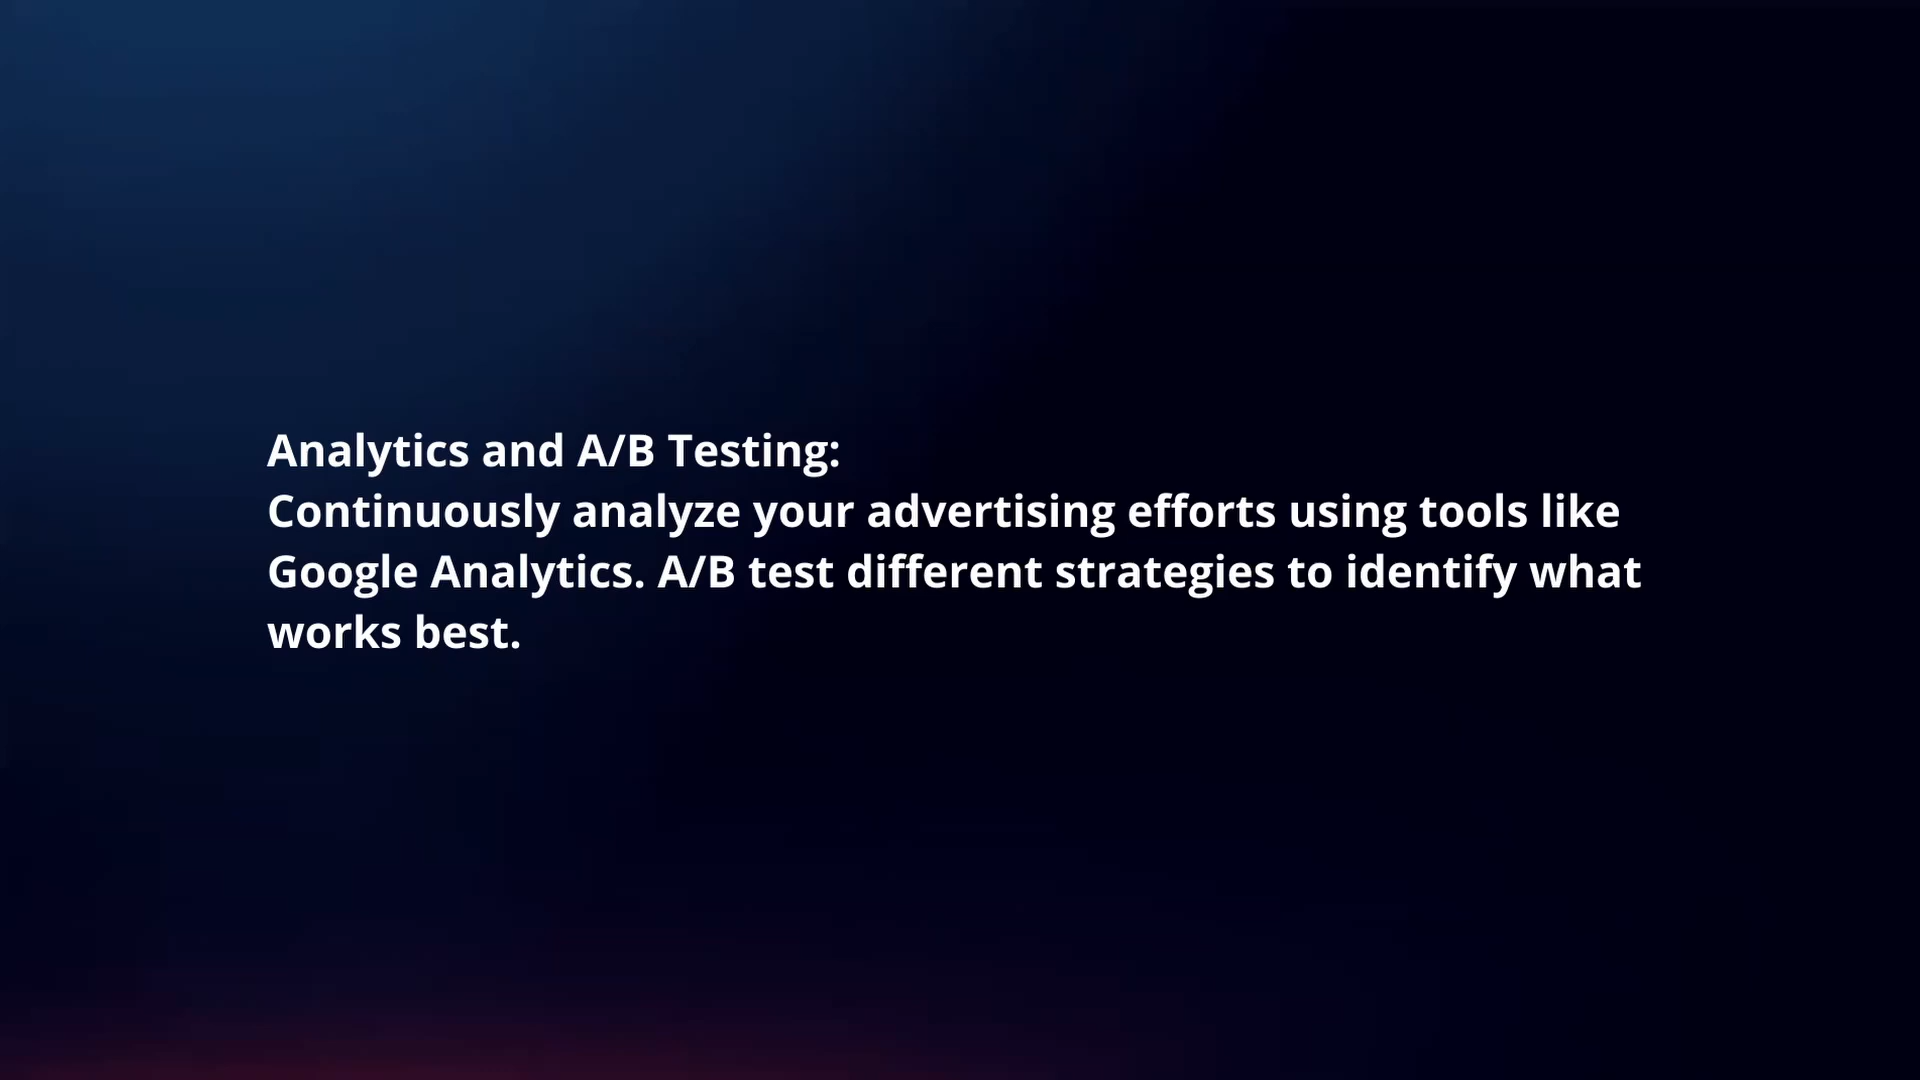 Analytics and A/B Testing:
Continuously analyze your advertising efforts using tools like
Google Analytics. A/B test different strategies to identify what
works best.